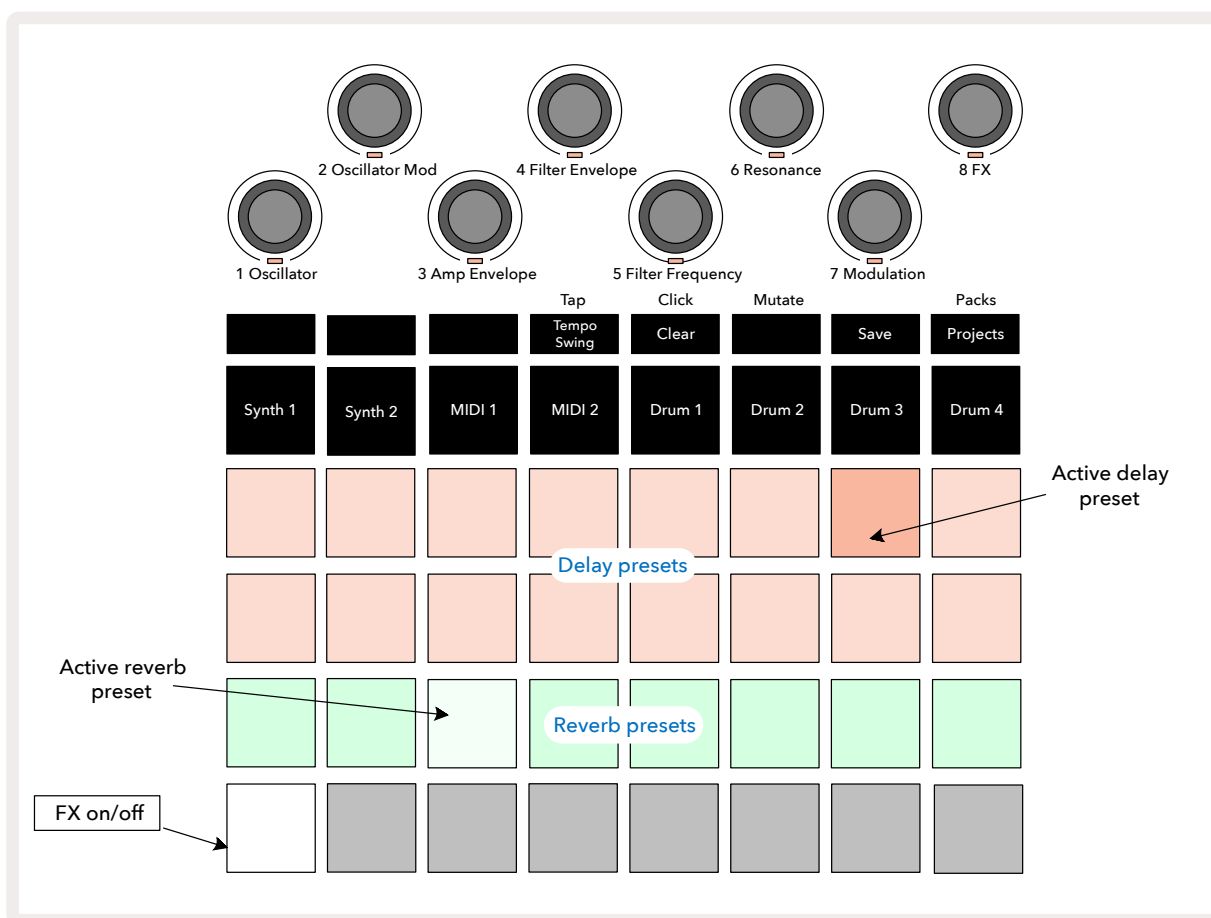 2 Oscillator Mod
4 Filter Envelope
6 Resonance
8 FX
1 Oscillator
3 Amp Envelope
5 Filter Frequency
7 Modulation
Tap
Click
Mutate
Packs
Tempo
Swing
Clear
Save
Projects
Synth 1
Synth 2
MIDI 1
MIDI 2
Drum 1
Drum 2
Drum 3
Drum 4
Active delay
preset
Delay presets
Active reverb
preset
Reverb presets
FX on/off